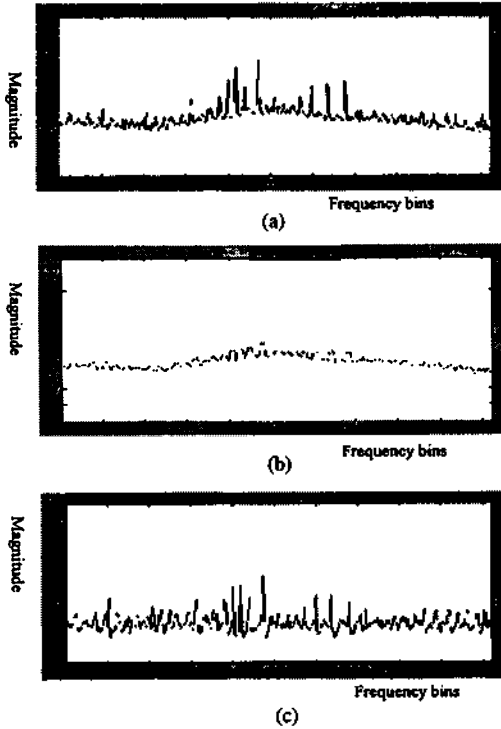 Magnitude
Frequency bins
(a)
Magnitude
Frequency bins
(b)
Magnitude
Frequency bins
(c)